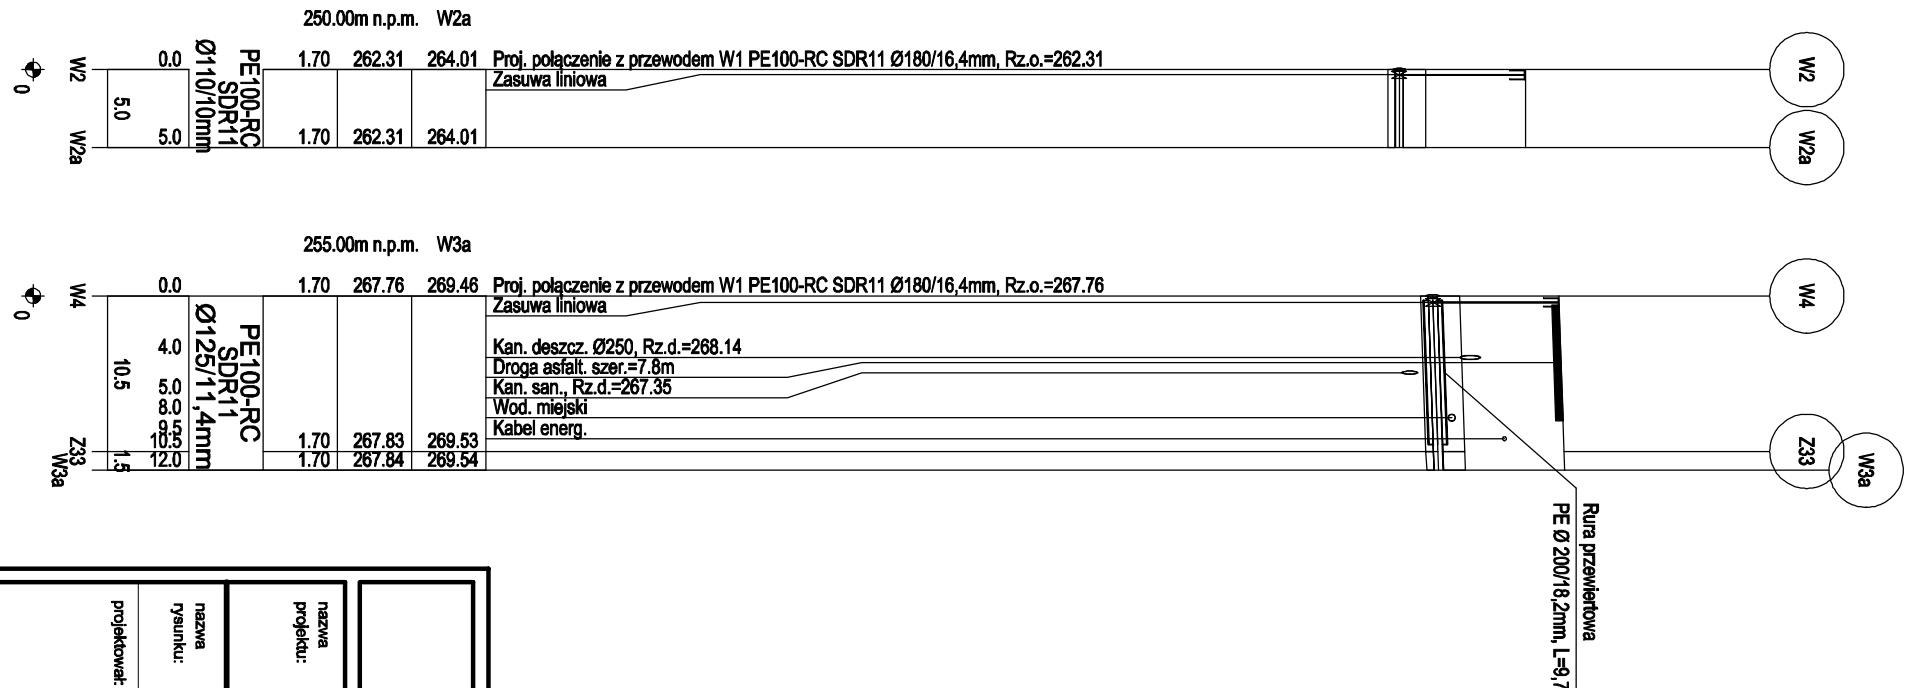 250.00m n.p.m. W2a
W2 0.0 1.70 262.31 264.01 Proj. połączenie z przewodem W1 PE100-RC SDR11 Ø180/16,4mm, Rz.o.=262.31 W2
Zasuwa liniowa
0
5.0
PE100-RC
SDR11
Ø110/10mm
W2a 5.0 1.70 262.31 264.01 W2a
255.00m n.p.m. W3a
W4 0.0 1.70 267.76 269.46 Proj. połączenie z przewodem W1 PE100-RC SDR11 Ø180/16,4mm, Rz.o.=267.76 W4
Zasuwa liniowa
0
10.5
PE100-RC
SDR11
Ø125/11,4mm
4.0 Kan. deszcz. Ø250, Rz.d.=268.14
Droga asfalt. szer.=7.8m
5.0 Kan. san., Rz.d.=267.35
8.0 Wod. miejski
9.5 Kabel energ.
Z33 10.5 1.70 267.83 269.53 Z33
1.5
W3a 12.0 1.70 267.84 269.54 W3a
Rura przewiertowa
PE Ø 200/18,2mm, L=9,7
nazwa
projektu:
nazwa
rysunku:
projektował: